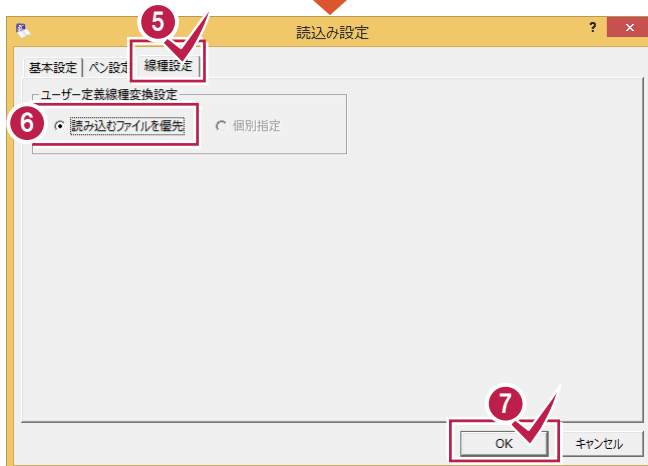 5
読込み設定
? ×
基本設定 ペン設定 線種設定
ユーザー定義線種変換設定
6
読み込むファイルを優先 個別指定
7
OK キャンセル